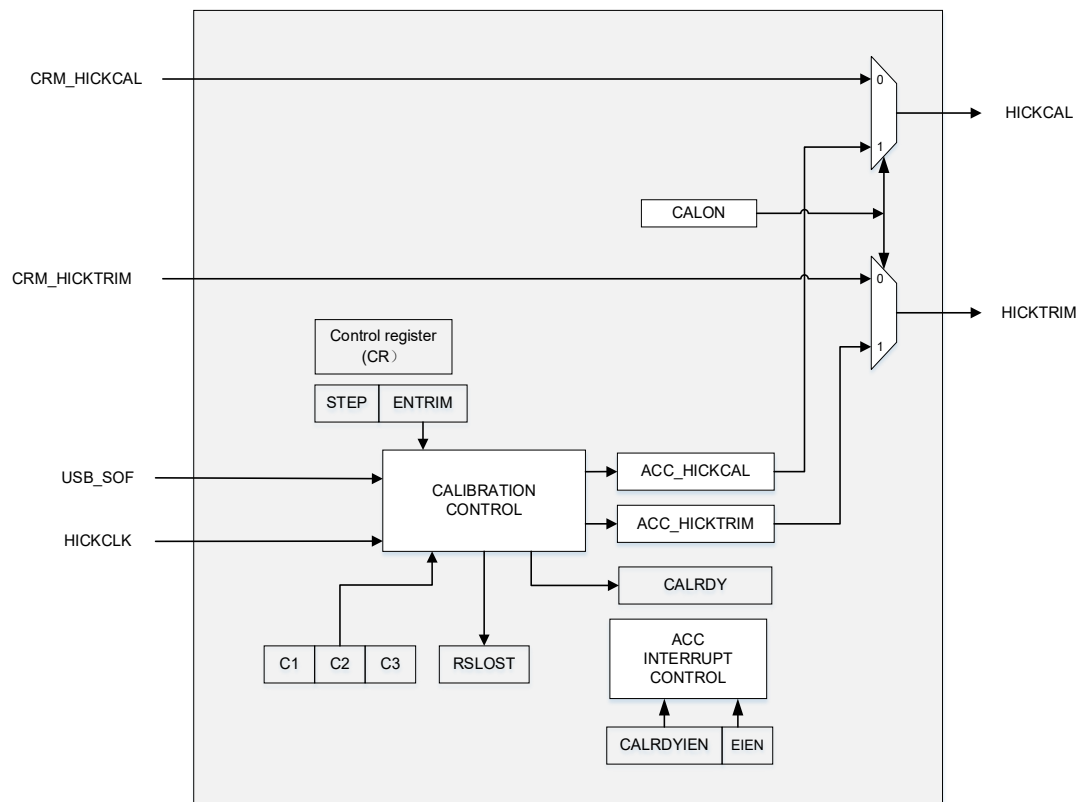 CRM_HICKCAL
0
HICKCAL
1
CALON
CRM_HICKTRIM
0
HICKTRIM
1
Control register
(CR）
STEP ENTRIM
USB_SOF
CALIBRATION
CONTROL
ACC_HICKCAL
HICKCLK
ACC_HICKTRIM
CALRDY
C1 C2 C3
RSLOST
ACC
INTERRUPT
CONTROL
CALRDYIEN EIEN